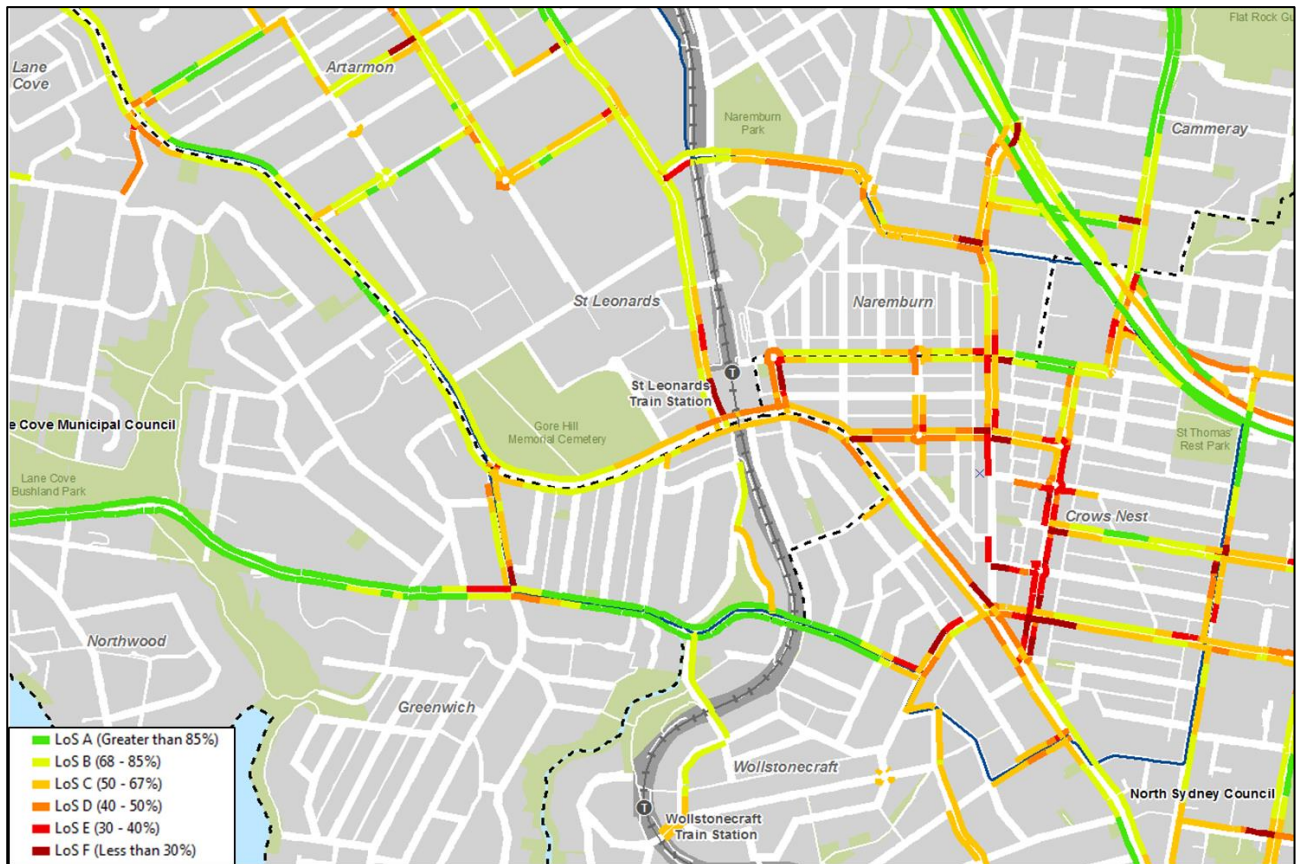 Flat Rock Gu
Lane
Cove
Artarmon
Naremburn
Park
Cammeray
St Leonards
Naremburn
St Leonards
Train Station
T
e Cove Municipal Council
Gore Hill
Memorial Cemetery
St Thomas'
Rest Park
Lane Cove
Bushland Park
Crows Nest
Northwood
Greenwich
Wollstonecraft
T
Wollstonecraft
Train Station
North Sydney Council
LoS A (Greater than 85%)
LoS B (68 - 85%)
LoS C (50 - 67%)
LoS D (40 - 50%)
LoS E (30 - 40%)
LoS F (Less than 30%)